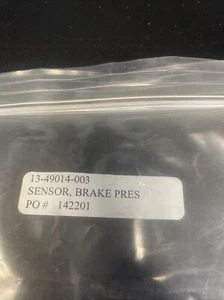 13-49014-003
SENSOR, BRAKE PRES
PO # 142201